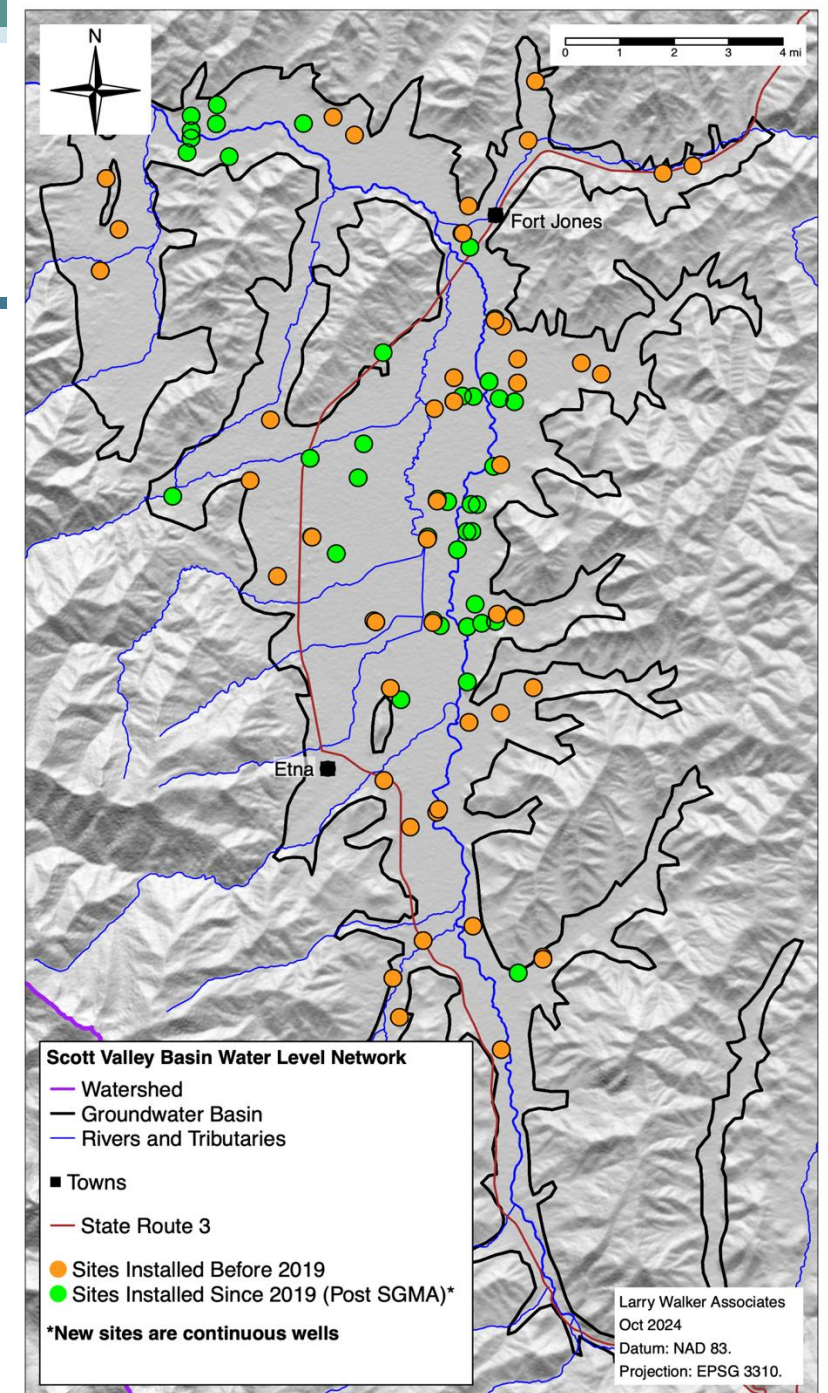 N
0 1 2 3 4 mi
Fort Jones
Etna
Scott Valley Basin Water Level Network
Watershed
Groundwater Basin
Rivers and Tributaries
Towns
State Route 3
Sites Installed Before 2019
Sites Installed Since 2019 (Post SGMA)*
*New sites are continuous wells
Larry Walker Associates
Oct 2024
Datum: NAD 83.
Projection: EPSG 3310.